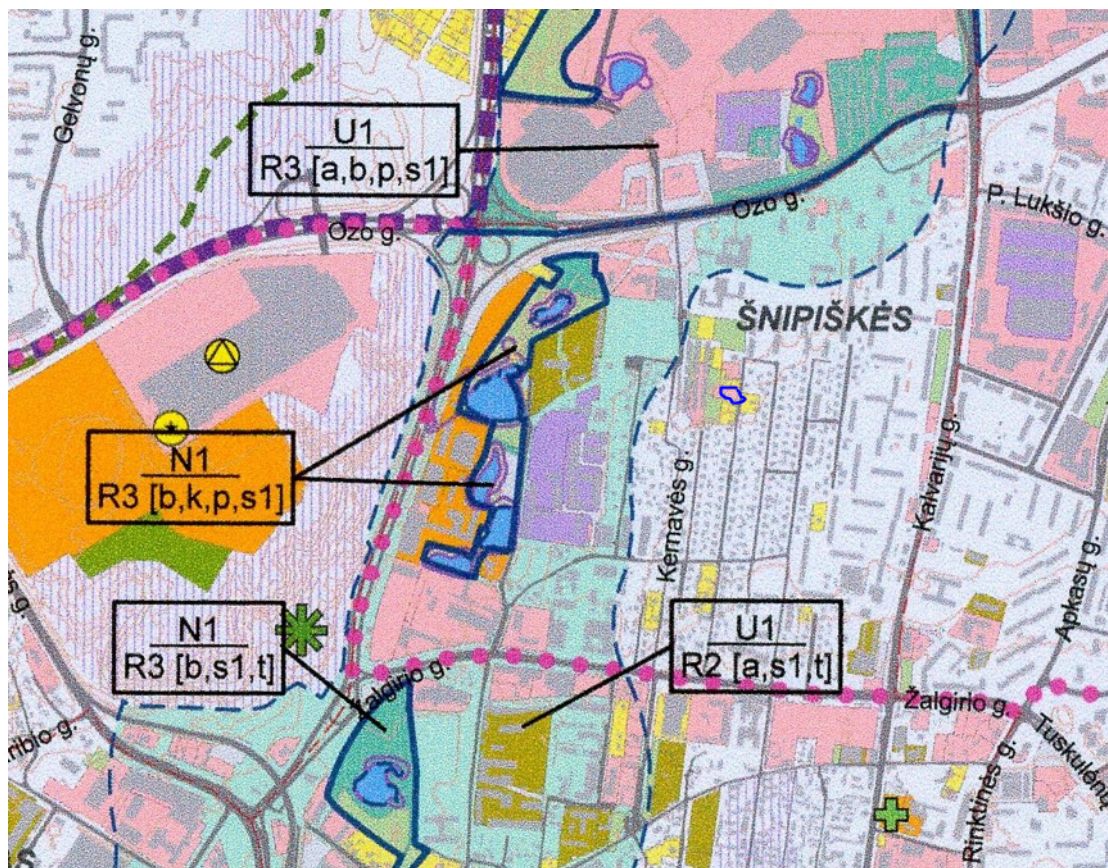 Gelvonų g.
U1
R3 [a,b,p,s1]
Ozo g.
Ozo g.
P. Lukšio g.
ŠNIPIŠKĖS
N1
R3 [b,k,p,s1]
Kernavės g.
Kalvarijų g.
Apkasų g.
N1
R3 [b,s1,t]
U1
R2 [a,s1,t]
Žalgirio g.
Žalgirio g.
Rinktinės g.